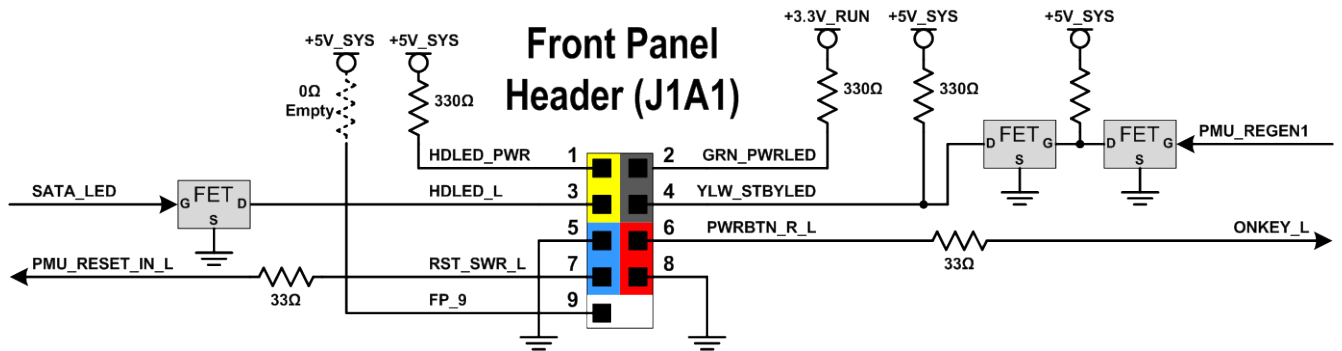 +3.3V_RUN
+5V_SYS
+5V_SYS
+5V_SYS
+5V_SYS
Front Panel
Header (J1A1)
0Ω
Empty
330Ω
330Ω
330Ω
HDLED_PWR
1
2
GRN_PWRLED
D FET G
S
D FET G
S
PMU_REGEN1
SATA_LED
G FET D
S
HDLED_L
3
4
YLW_STBYLED
5
6
PWRBTN_R_L
33Ω
ONKEY_L
PMU_RESET_IN_L
33Ω
RST_SWR_L
7
8
FP_9
9